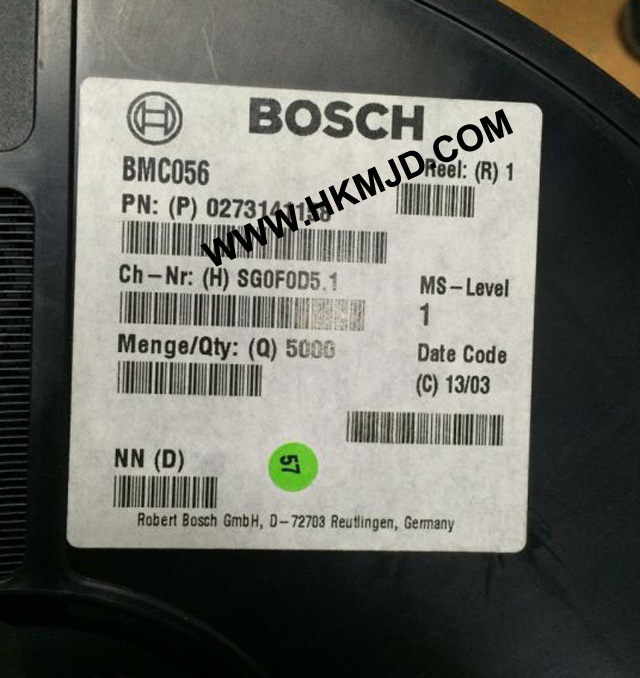 BOSCH
BMC056
Reel: (R) 1
PN: (P)
WWW.HKMJD.COM
Ch-Nr: (H) SG0F0D5.1
MS-Level
1
Menge/Qty: (Q) 5000
Date Code
(C) 13/03
NN (D)
57
Robert Bosch GmbH, D-72703 Reutlingen, Germany